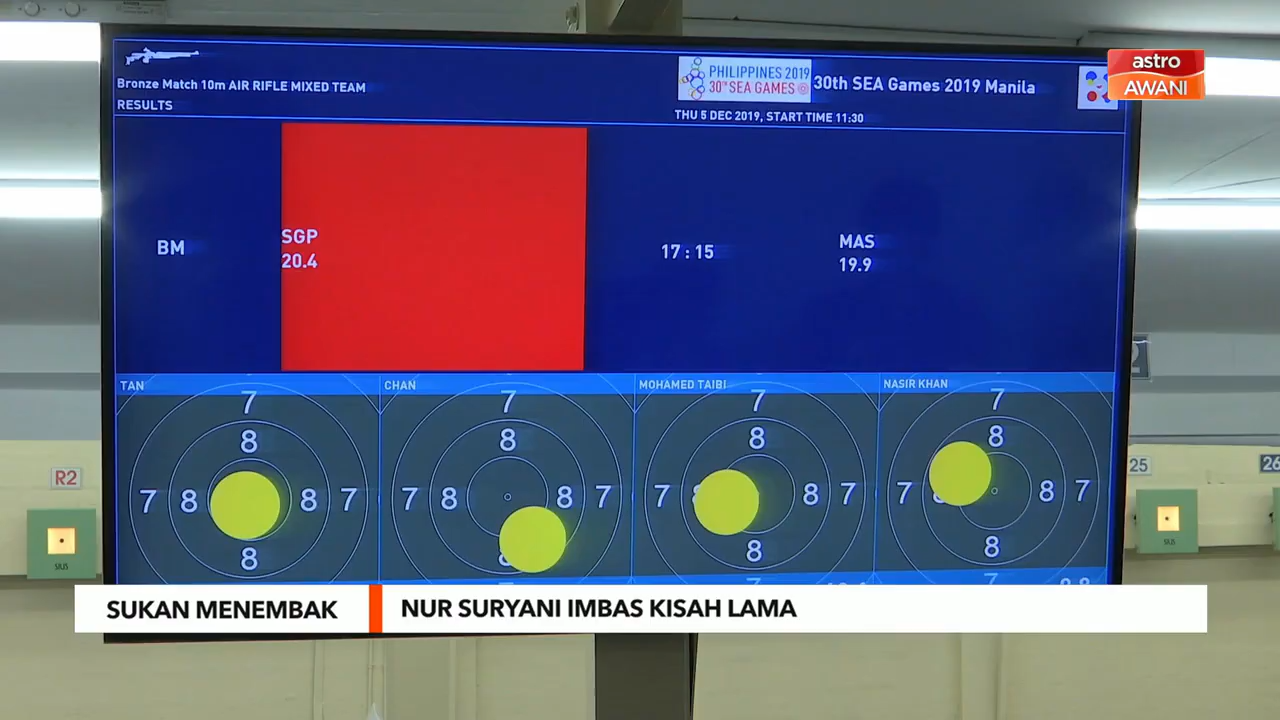 astro
AWANI
Bronze Match 10m AIR RIFLE MIXED TEAM
RESULTS
PHILIPPINES 2019
30TH SEA GAMES
30th SEA Games 2019 Manila
THU 5 DEC 2019, START TIME 11:30
BM
SGP
20.4
17 : 15
MAS
19.9
TAN
CHAN
MOHAMED TAIBI
NASIR KHAN
7
8
7 8 8 7
8
7
8
7 8 8 7
7
8
7 8 7
8
7
7
8
7 8 7
8
7
R2
SIUS
25
26
SIUS
SUKAN MENEMBAK
NUR SURYANI IMBAS KISAH LAMA